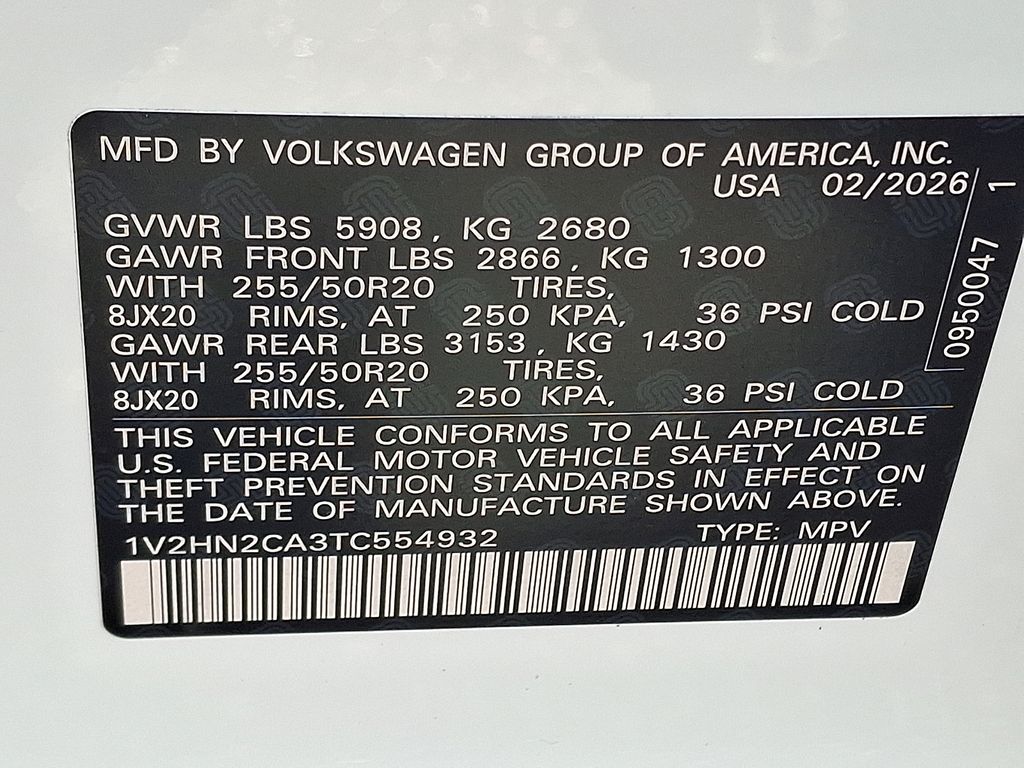 MFD BY VOLKSWAGEN GROUP OF AMERICA, INC.
USA 02/2026
GVWR LBS 5908, KG 2680
GAWR FRONT LBS 2866, KG 1300
WITH 255/50R20 TIRES,
8JX20 RIMS, AT 250 KPA, 36 PSI COLD
GAWR REAR LBS 3153, KG 1430
WITH 255/50R20 TIRES,
8JX20 RIMS, AT 250 KPA, 36 PSI COLD
0950047 1
THIS VEHICLE CONFORMS TO ALL APPLICABLE
U.S. FEDERAL MOTOR VEHICLE SAFETY AND
THEFT PREVENTION STANDARDS IN EFFECT ON
THE DATE OF MANUFACTURE SHOWN ABOVE.
1V2HN2CA3TC554932 TYPE: MPV